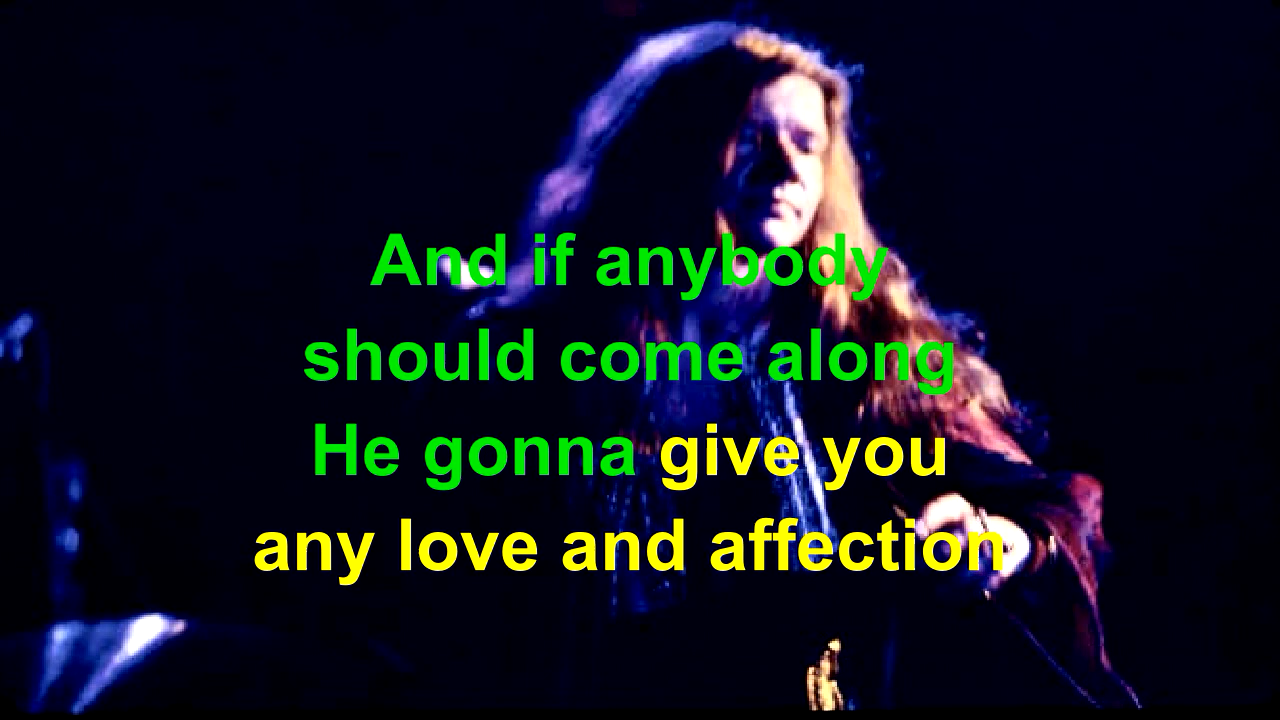 And if anybody
should come along
He gonna give you
any love and affection